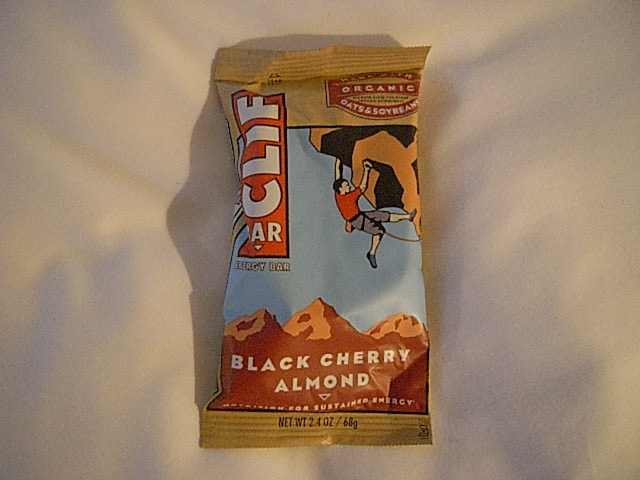 ORGANIC
OATS & SOYBEANS
CLIF
BAR
ENERGY BAR
BLACK CHERRY
ALMOND
NUTRITION FOR SUSTAINED ENERGY
NET WT 2.4 OZ / 68g